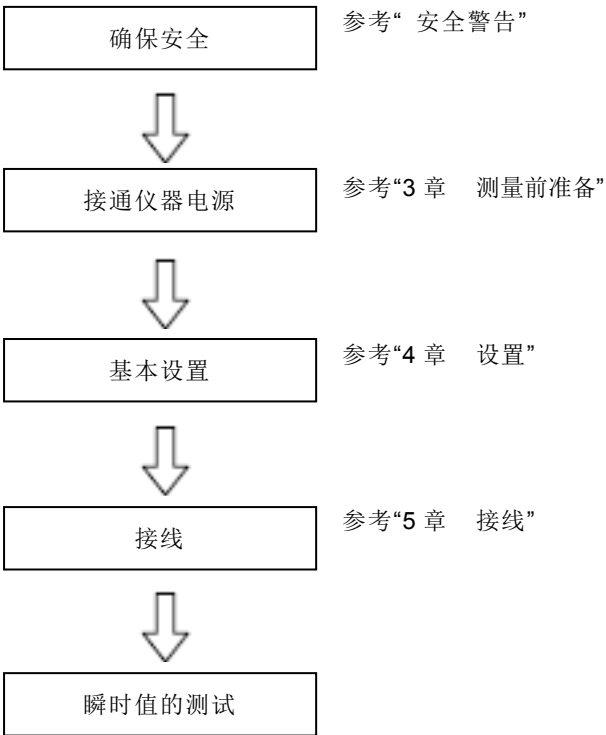 确保安全
参考“ 安全警告”
接通仪器电源
参考“3 章 测量前准备”
基本设置
参考“4 章 设置”
接线
参考“5 章 接线”
瞬时值的测试